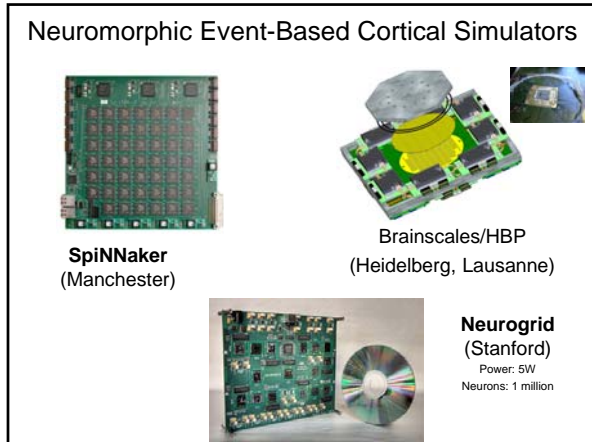 Neuromorphic Event-Based Cortical Simulators
SpiNNaker
(Manchester)
Brainscales/HBP
(Heidelberg, Lausanne)
Neurogrid
(Stanford)
Power: 5W
Neurons: 1 million